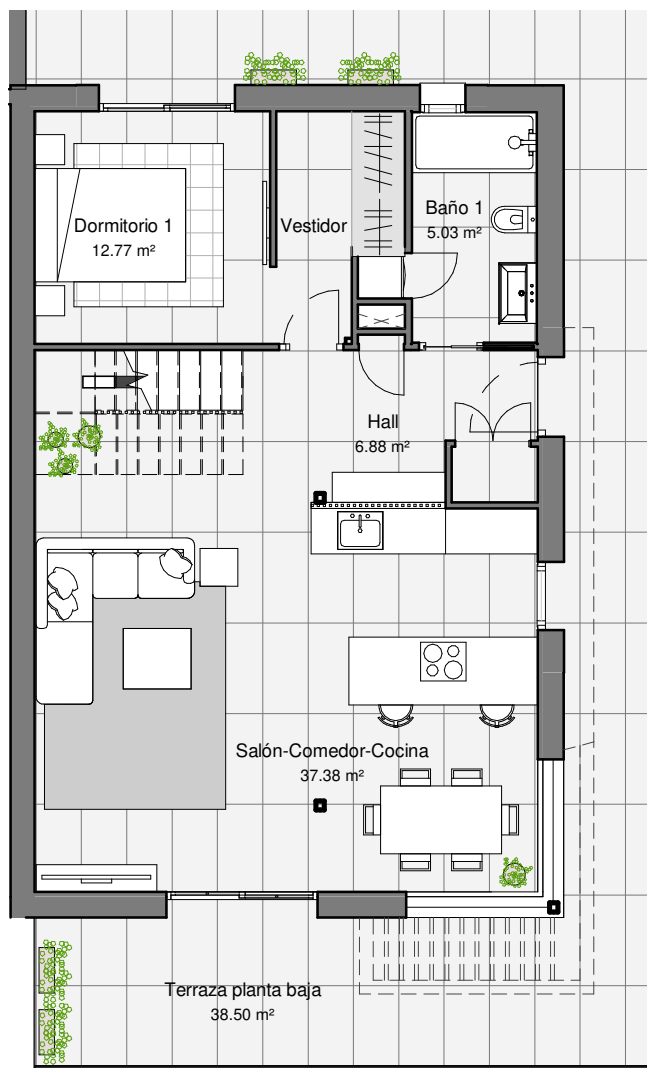 Dormitorio 1
12.77 m²
Vestidor
Baño 1
5.03 m²
Hall
6.88 m²
Salón-Comedor-Cocina
37.38 m²
Terraza planta baja
38.50 m²